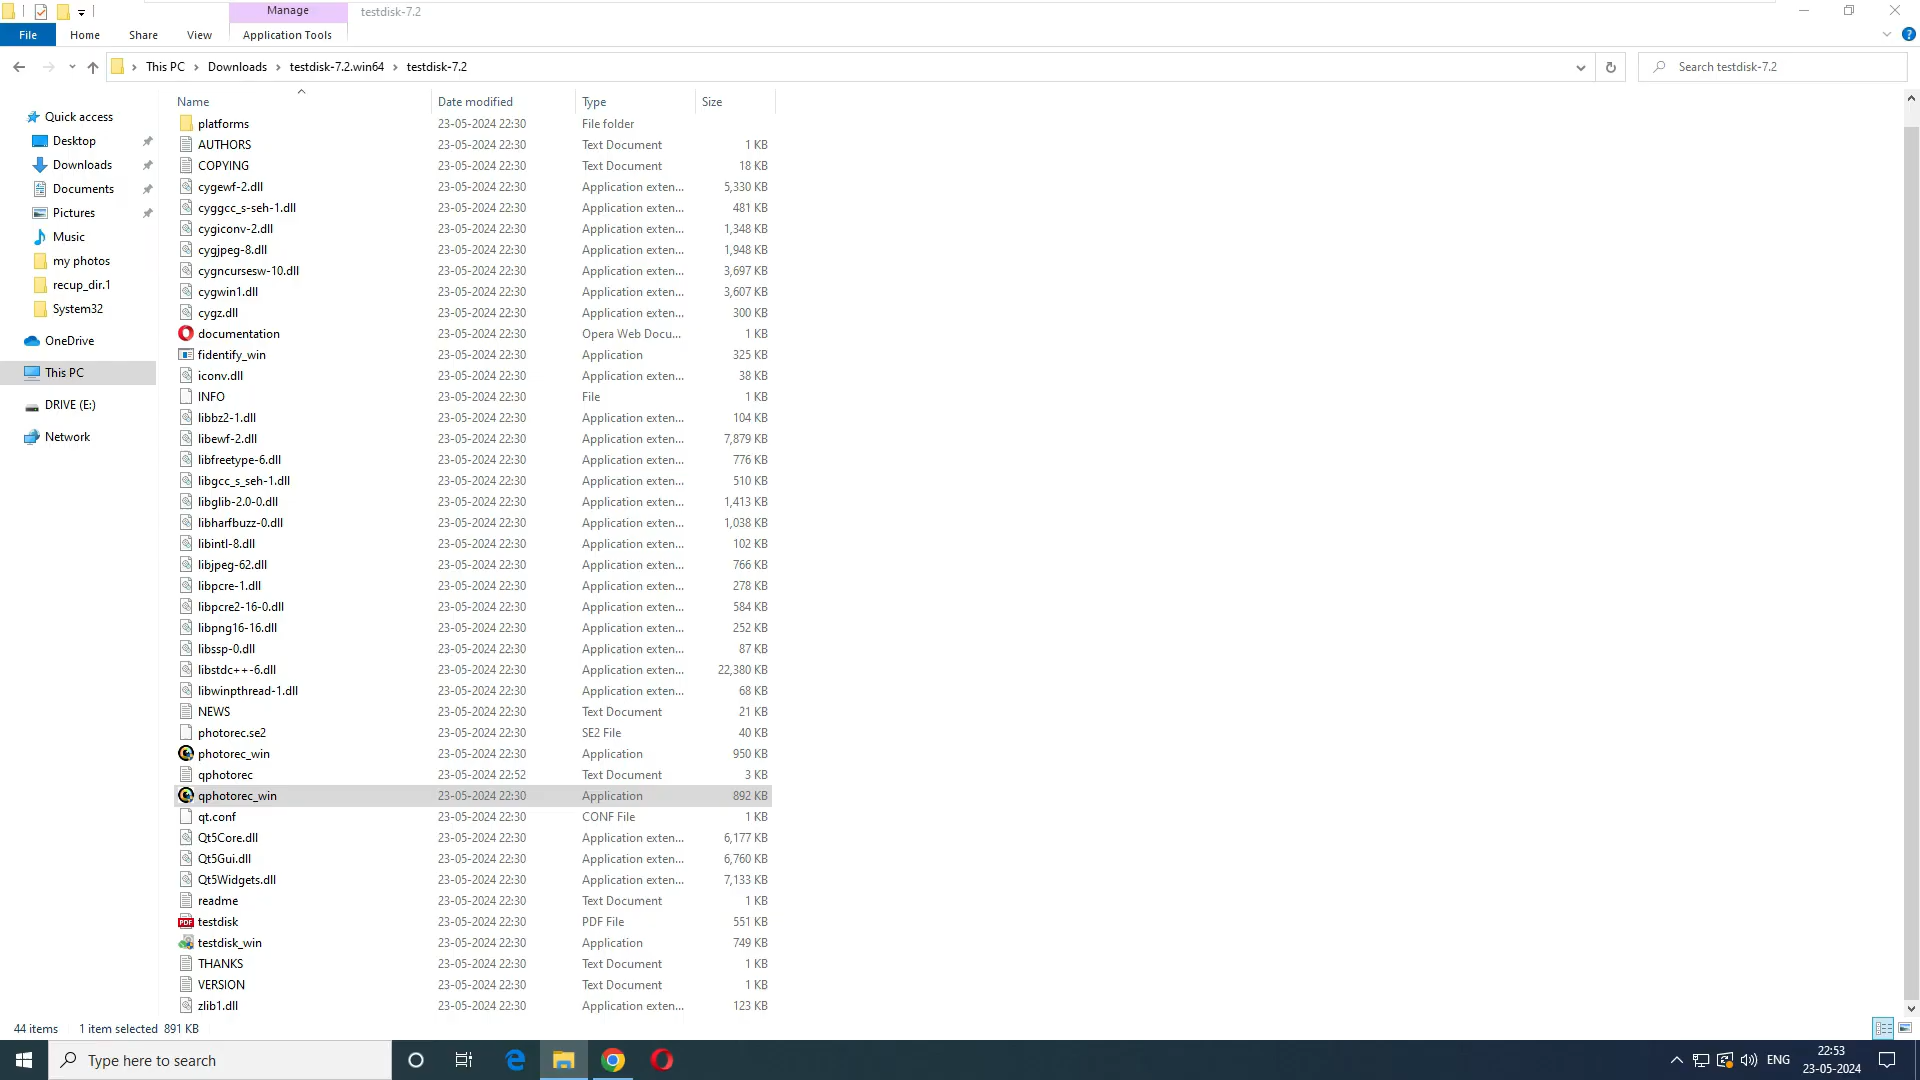 Manage
testdisk-7.2
File
Home
Share
View
Application Tools
This PC > Downloads > testdisk-7.2.win64 > testdisk-7.2
Search testdisk-7.2
Name Date modified Type Size
Quick access
Desktop
Downloads
Documents
Pictures
Music
my photos
recup_dir.1
System32
OneDrive
This PC
DRIVE (E:)
Network
platforms 23-05-2024 22:30 File folder
AUTHORS 23-05-2024 22:30 Text Document 1 KB
COPYING 23-05-2024 22:30 Text Document 18 KB
cygewf-2.dll 23-05-2024 22:30 Application exten... 5,330 KB
cyggcc_s-seh-1.dll 23-05-2024 22:30 Application exten... 481 KB
cygiconv-2.dll 23-05-2024 22:30 Application exten... 1,348 KB
cygjpeg-8.dll 23-05-2024 22:30 Application exten... 1,948 KB
cygncursesw-10.dll 23-05-2024 22:30 Application exten... 3,697 KB
cygwin1.dll 23-05-2024 22:30 Application exten... 3,607 KB
cygz.dll 23-05-2024 22:30 Application exten... 300 KB
documentation 23-05-2024 22:30 Opera Web Docu... 1 KB
fidentify_win 23-05-2024 22:30 Application 325 KB
iconv.dll 23-05-2024 22:30 Application exten... 38 KB
INFO 23-05-2024 22:30 File 1 KB
libbz2-1.dll 23-05-2024 22:30 Application exten... 104 KB
libewf-2.dll 23-05-2024 22:30 Application exten... 7,879 KB
libfreetype-6.dll 23-05-2024 22:30 Application exten... 776 KB
libgcc_s_seh-1.dll 23-05-2024 22:30 Application exten... 510 KB
libglib-2.0-0.dll 23-05-2024 22:30 Application exten... 1,413 KB
libharfbuzz-0.dll 23-05-2024 22:30 Application exten... 1,038 KB
libintl-8.dll 23-05-2024 22:30 Application exten... 102 KB
libjpeg-62.dll 23-05-2024 22:30 Application exten... 766 KB
libpcre-1.dll 23-05-2024 22:30 Application exten... 278 KB
libpcre2-16-0.dll 23-05-2024 22:30 Application exten... 584 KB
libpng16-16.dll 23-05-2024 22:30 Application exten... 252 KB
libssp-0.dll 23-05-2024 22:30 Application exten... 87 KB
libstdc++-6.dll 23-05-2024 22:30 Application exten... 22,380 KB
libwinpthread-1.dll 23-05-2024 22:30 Application exten... 68 KB
NEWS 23-05-2024 22:30 Text Document 21 KB
photorec.se2 23-05-2024 22:30 SE2 File 40 KB
photorec_win 23-05-2024 22:30 Application 950 KB
qphotorec 23-05-2024 22:52 Text Document 3 KB
qphotorec_win 23-05-2024 22:30 Application 892 KB
qt.conf 23-05-2024 22:30 CONF File 1 KB
Qt5Core.dll 23-05-2024 22:30 Application exten... 6,177 KB
Qt5Gui.dll 23-05-2024 22:30 Application exten... 6,760 KB
Qt5Widgets.dll 23-05-2024 22:30 Application exten... 7,133 KB
readme 23-05-2024 22:30 Text Document 1 KB
testdisk 23-05-2024 22:30 PDF File 551 KB
testdisk_win 23-05-2024 22:30 Application 749 KB
THANKS 23-05-2024 22:30 Text Document 1 KB
VERSION 23-05-2024 22:30 Text Document 1 KB
zlib1.dll 23-05-2024 22:30 Application exten... 123 KB
44 items 1 item selected 891 KB
Type here to search
ENG
22:53
23-05-2024